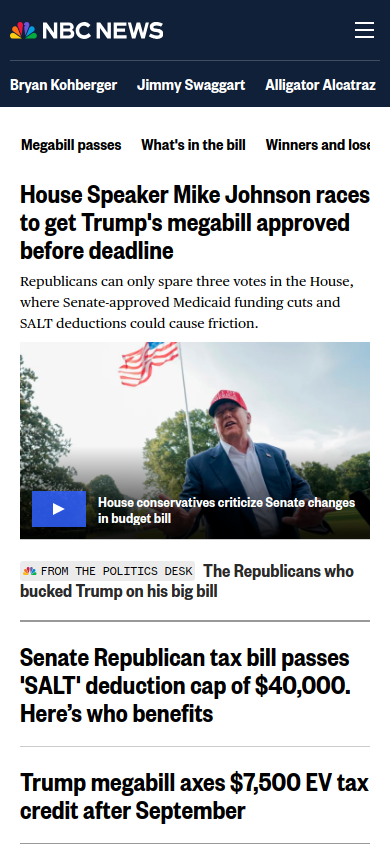 NBC NEWS
Bryan Kohberger Jimmy Swaggart Alligator Alcatraz
Megabill passes What's in the bill Winners and lose
House Speaker Mike Johnson races
to get Trump's megabill approved
before deadline
Republicans can only spare three votes in the House,
where Senate-approved Medicaid funding cuts and
SALT deductions could cause friction.
House conservatives criticize Senate changes
in budget bill
FROM THE POLITICS DESK The Republicans who
bucked Trump on his big bill
Senate Republican tax bill passes
'SALT' deduction cap of $40,000.
Here’s who benefits
Trump megabill axes $7,500 EV tax
credit after September